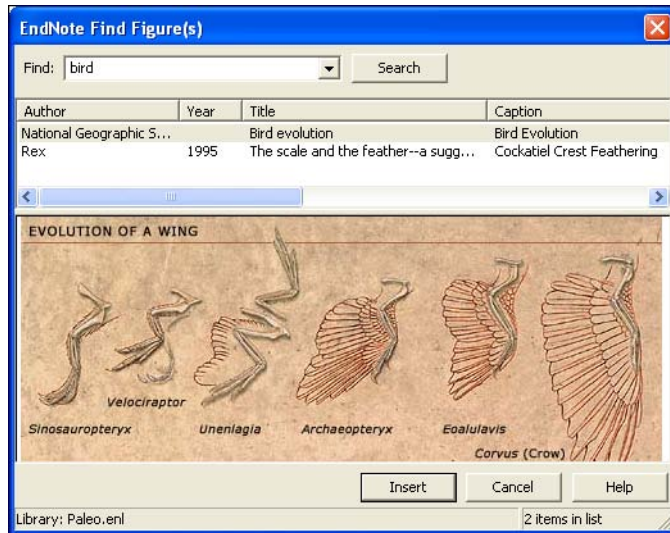 EndNote Find Figure(s)
Find: bird Search
Author Year Title Caption
National Geographic S... Bird evolution Bird Evolution
Rex 1995 The scale and the feather--a sugg... Cockatiel Crest Feathering
EVOLUTION OF A WING
Velociraptor
Sinosauropteryx Unenlagia Archaeopteryx Eoalulavis
Corvus (Crow)
Insert Cancel Help
Library: Paleo.enl 2 items in list